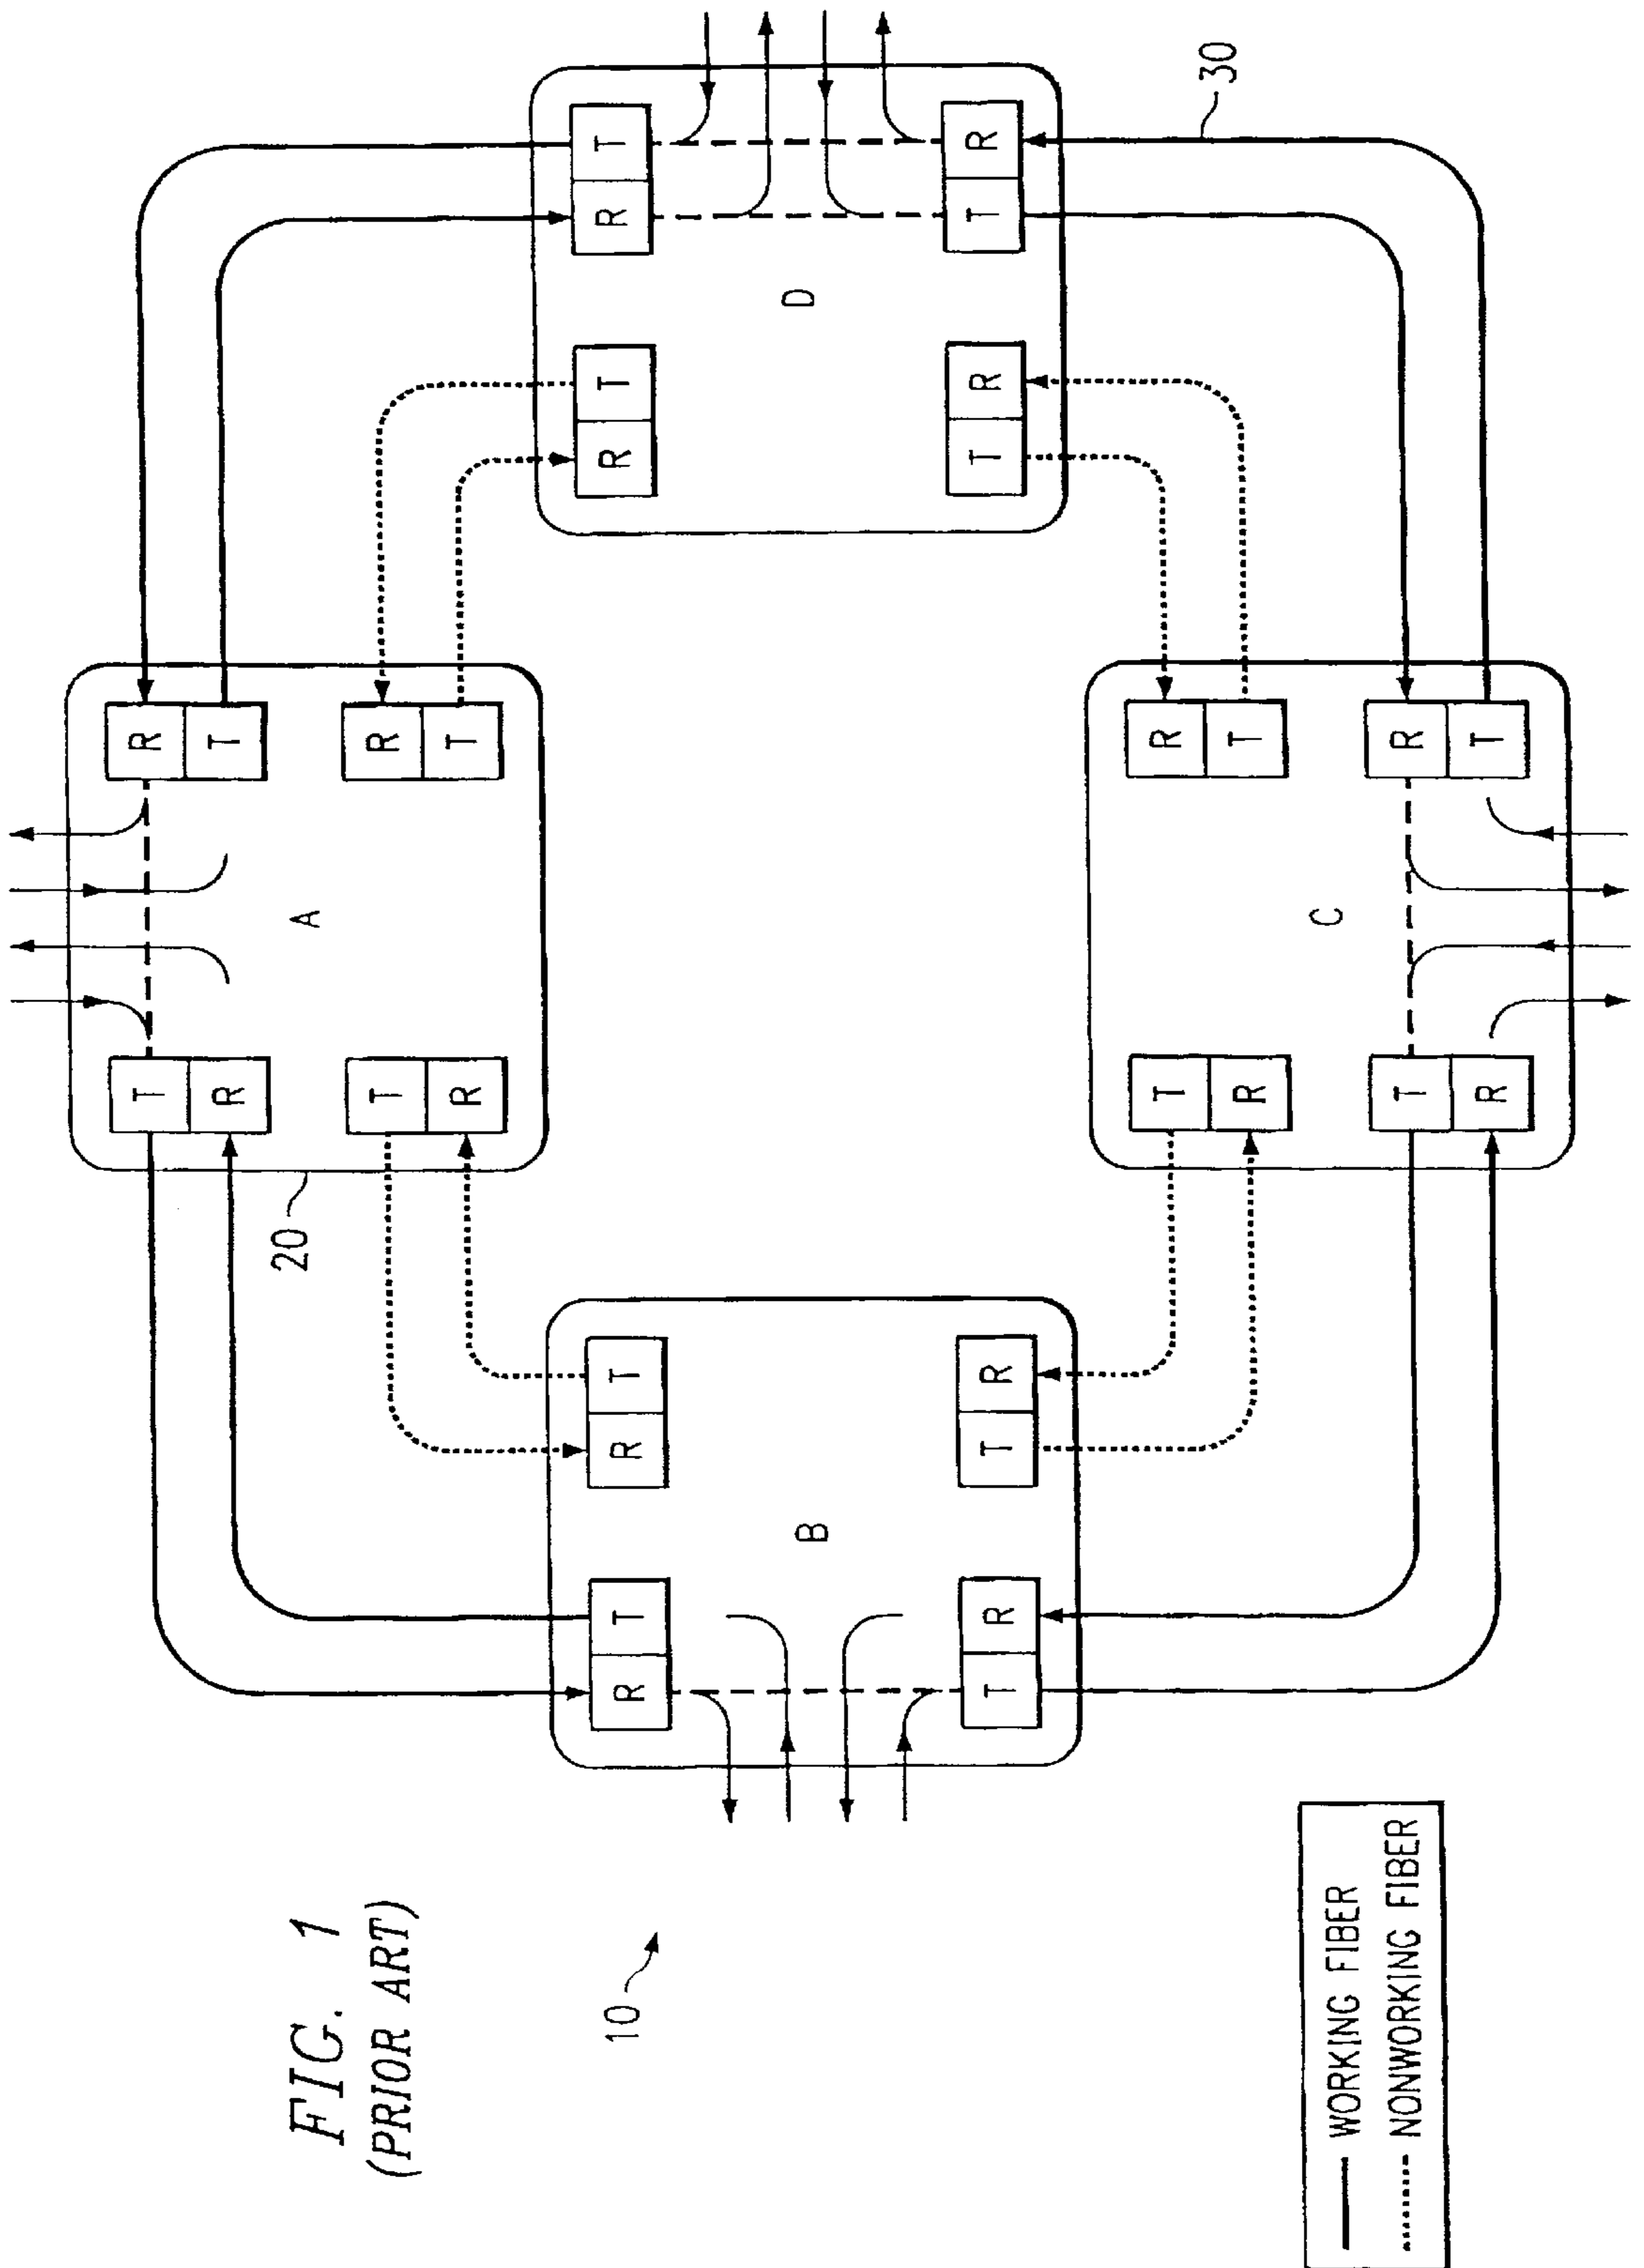 FIG. 1
(PRIOR ART)
10
20
T R
R T
A
T R
R T
R T R T
B
T R T R
R T R T
D
T R T R
30
T R
R T
C
T R
R T
WORKING FIBER
NONWORKING FIBER